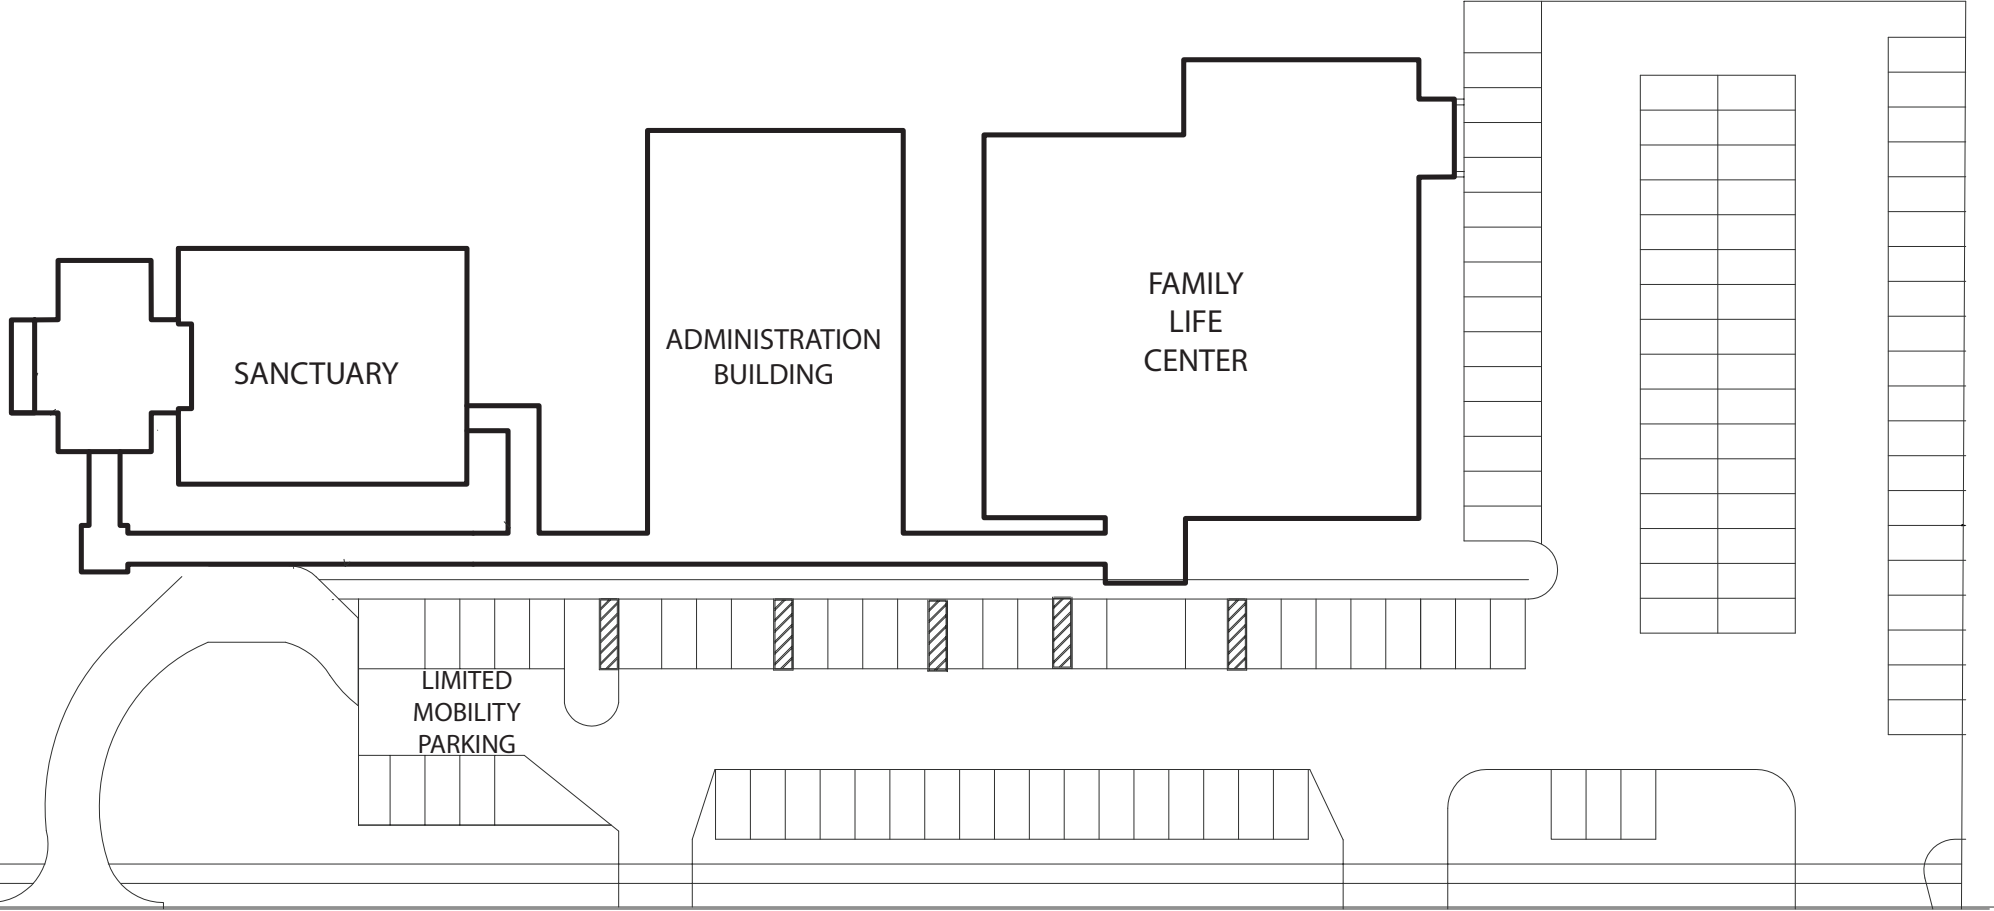 SANCTUARY
ADMINISTRATION
BUILDING
FAMILY
LIFE
CENTER
LIMITED
MOBILITY
PARKING